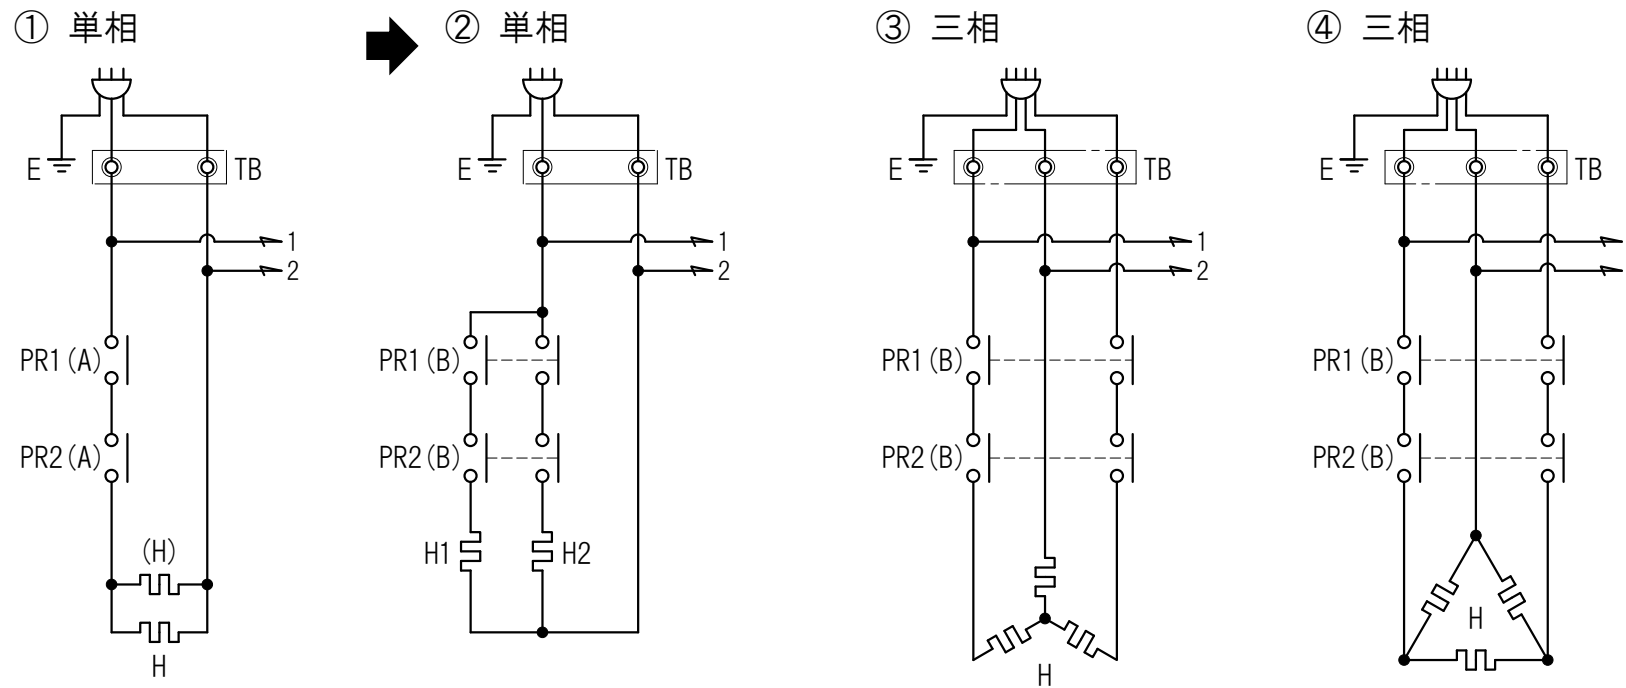 ① 単相
② 単相
③ 三相
④ 三相
E
TB
E
TB
E
TB
E
TB
1
2
1
2
1
2
PR1(A)
PR1(B)
PR1(B)
PR1(B)
PR2(A)
PR2(B)
PR2(B)
PR2(B)
(H)
H1
H2
H
H
H